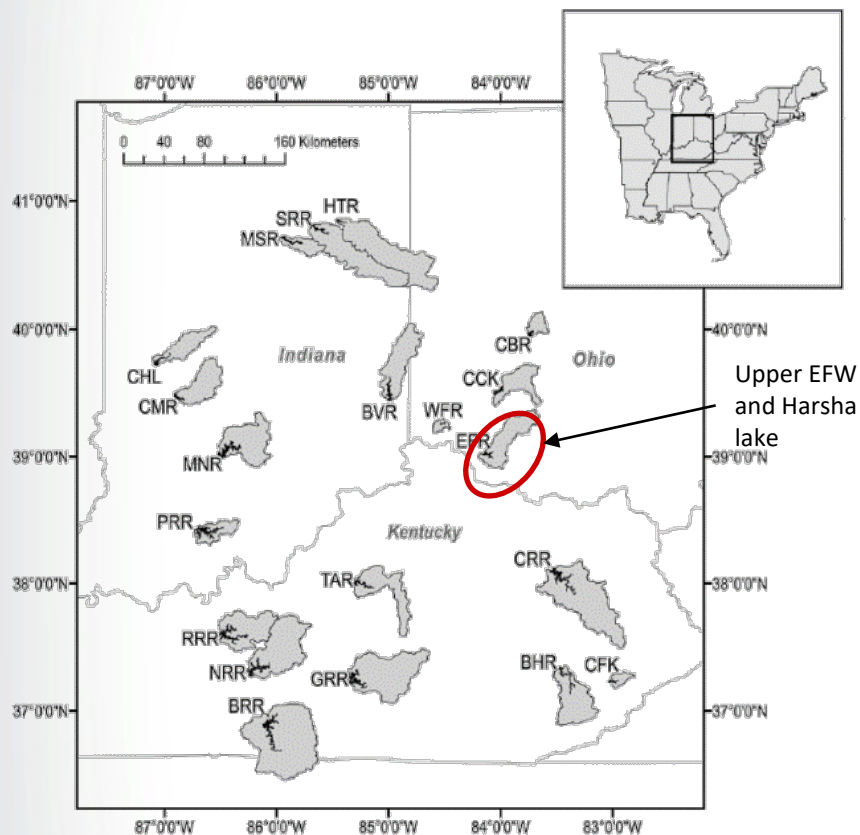 87°0'0"W 86°0'0"W 85°0'0"W 84°0'0"W
0 40 80 160 Kilometers
41°0'0"N
HTR
SRR
MSR
40°0'0"N
40°0'0"N
Indiana
CBR
Ohio
CHL
CCK
CMR
BVR
WFR
Upper EFW
and Harsha
lake
EFR
39°0'0"N
MNR
39°0'0"N
PRR
Kentucky
38°0'0"N
TAR
CRR
38°0'0"N
RRR
NRR
GRR
BHR
CFK
37°0'0"N
BRR
37°0'0"N
87°0'0"W 86°0'0"W 85°0'0"W 84°0'0"W 83°0'0"W